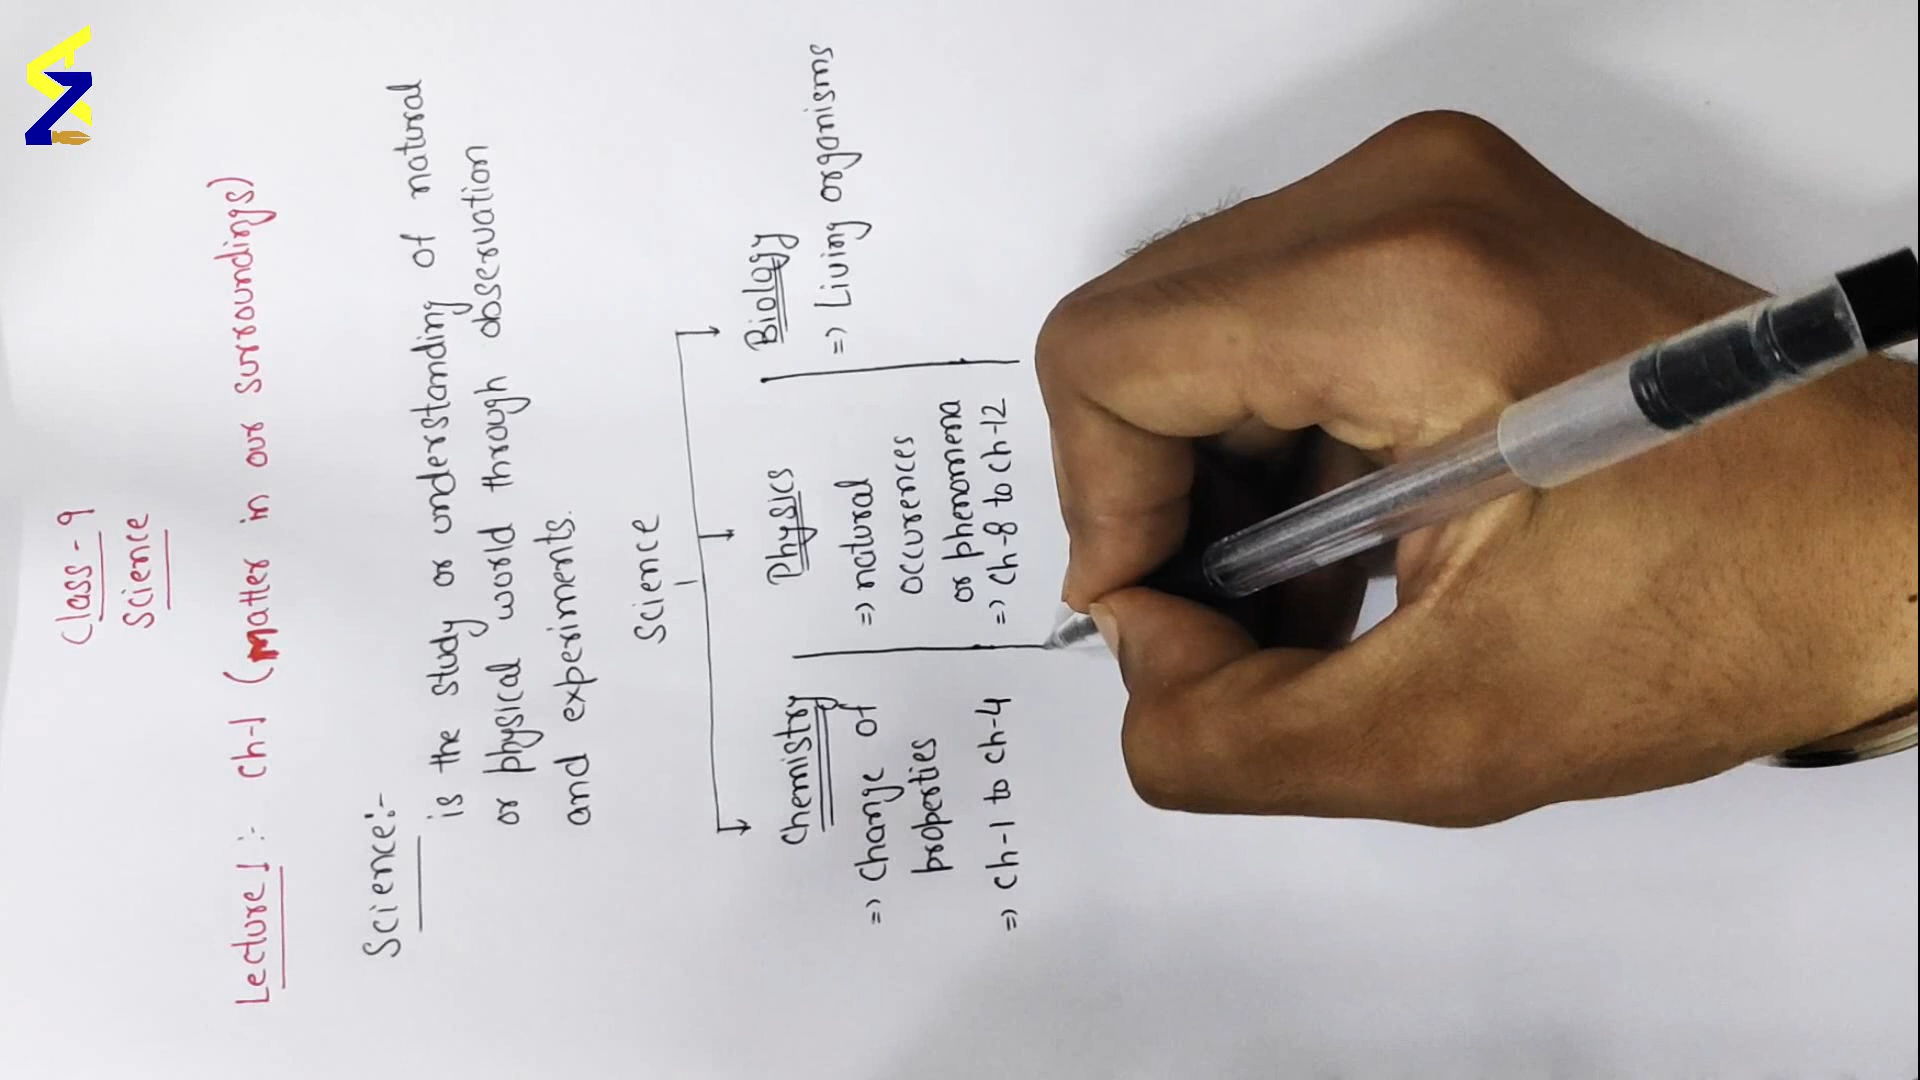 Class - 9
Science
Lecture 1 :- Ch-1 (Matter in our surroundings)
Science:-
is the study or understanding of natural
or physical world through observation
and experiments.
Science
Chemistry
=> Change of
properties
=> Ch-1 to Ch-4
Physics
=> natural
occurences
or phenomena
=> Ch-8 to Ch-12
Biology
=> Living organisms